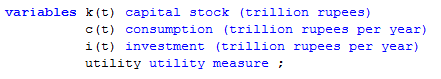 variables k(t) capital stock (trillion rupees)
c(t) consumption (trillion rupees per year)
i(t) investment (trillion rupees per year)
utility utility measure ;